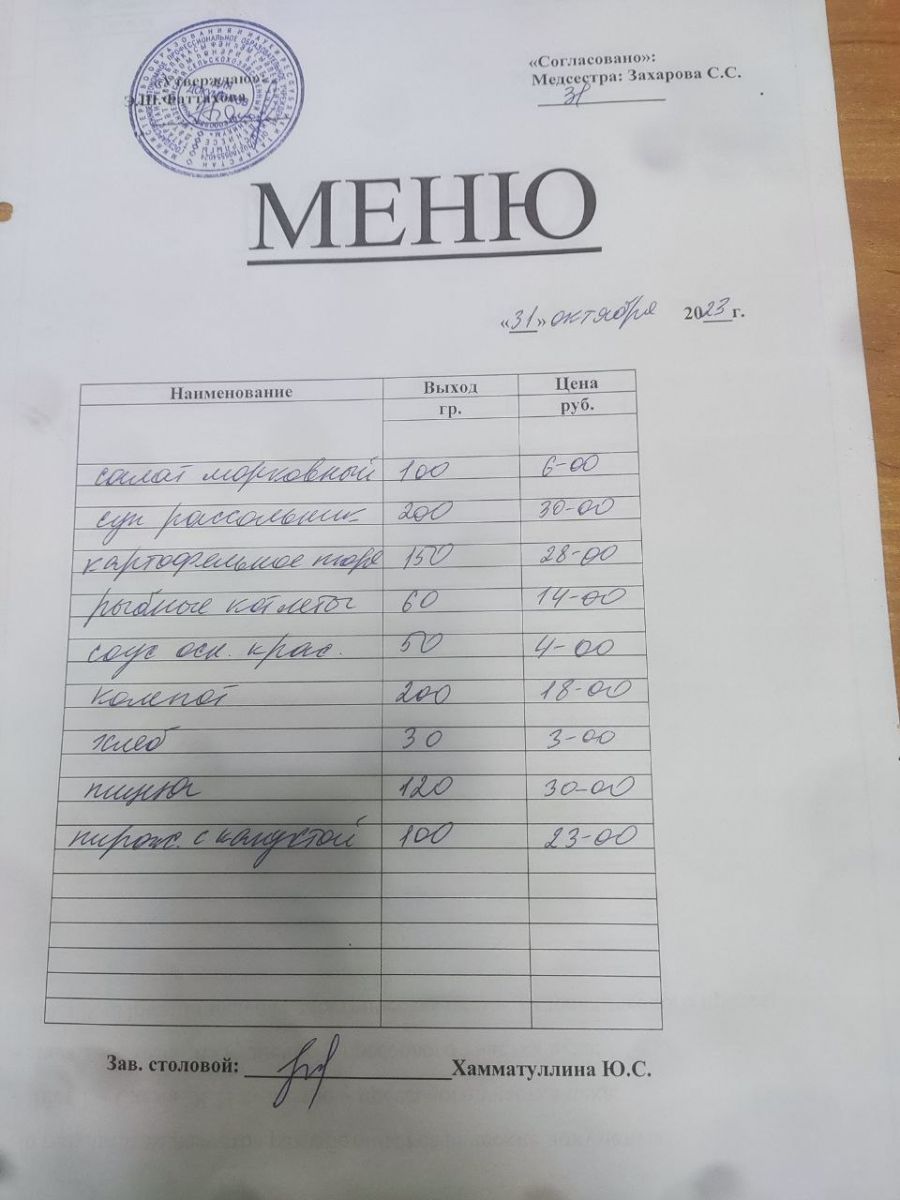 «Утверждаю»:
Э.Ш.Фаттахова
«Согласовано»:
Медсестра: Захарова С.С.
МЕНЮ
«31» октября 2023 г.
Наименование Выход гр. Цена руб.
салат морковный 100 6-00
суп рассольник 200 30-00
картофельное пюре 150 28-00
рыбные котлеты 60 14-00
соус осн. крас. 50 4-00
компот 200 18-00
хлеб 30 3-00
пицца 120 30-00
пирож. с капустой 100 23-00
Зав. столовой: Хамматуллина Ю.С.